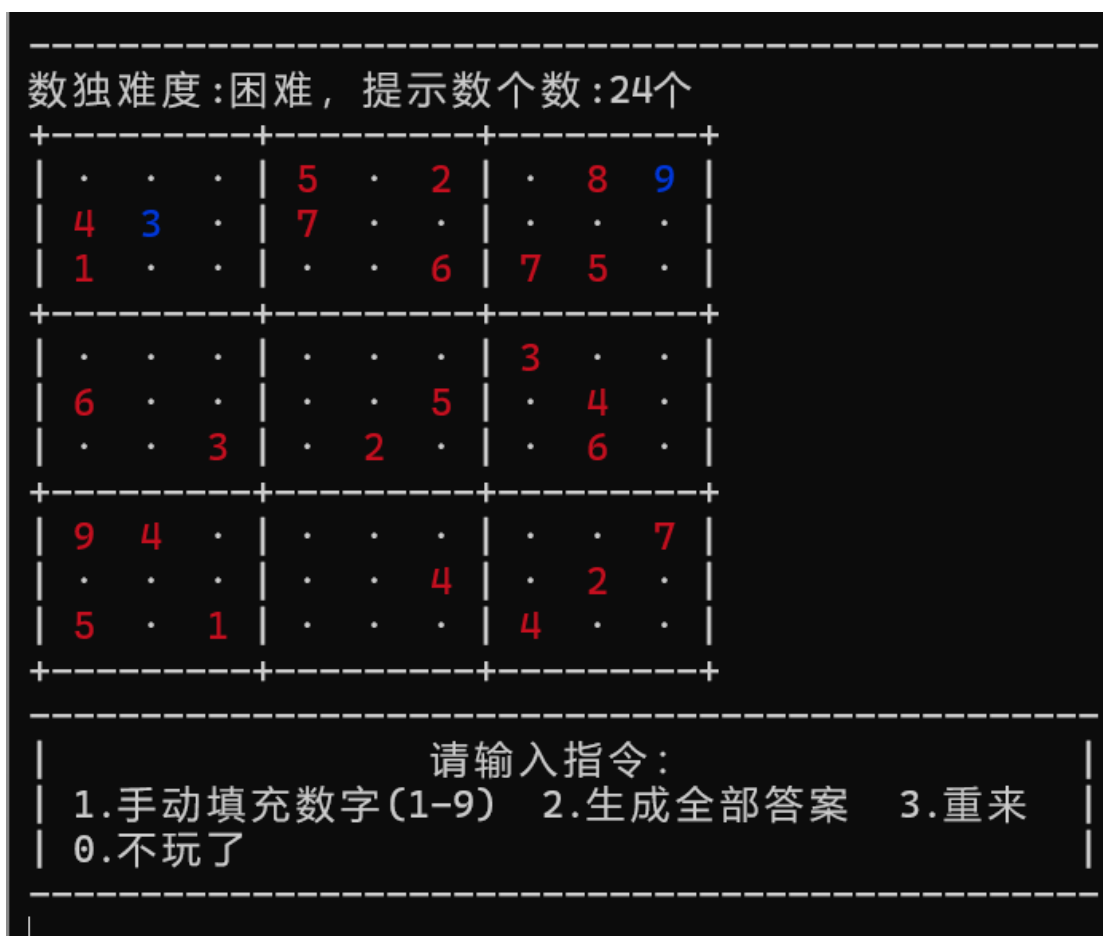 ------------------------------------------------
数独难度:困难, 提示数个数:24个
+---------+---------+---------+
| · · · | 5 · 2 | · 8 9 |
| 4 3 · | 7 · · | · · · |
| 1 · · | · · 6 | 7 5 · |
+---------+---------+---------+
| · · · | · · · | 3 · · |
| 6 · · | · · 5 | · 4 · |
| · · 3 | · 2 · | · 6 · |
+---------+---------+---------+
| 9 4 · | · · · | · · 7 |
| · · · | · · 4 | · 2 · |
| 5 · 1 | · · · | 4 · · |
+---------+---------+---------+
------------------------------------------------
| 请输入指令: |
| 1.手动填充数字(1-9) 2.生成全部答案 3.重来 |
| 0.不玩了 |
------------------------------------------------